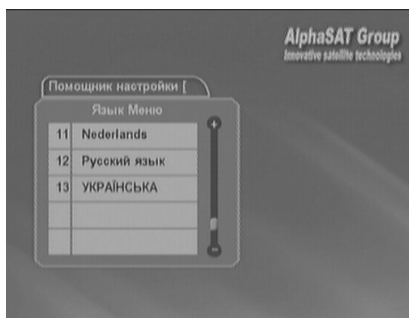 AlphaSAT Group
Innovative satellite technologies
Помощник настройки [
Язык Меню
11 Nederlands
12 Русский язык
13 УКРАЇНСЬКА